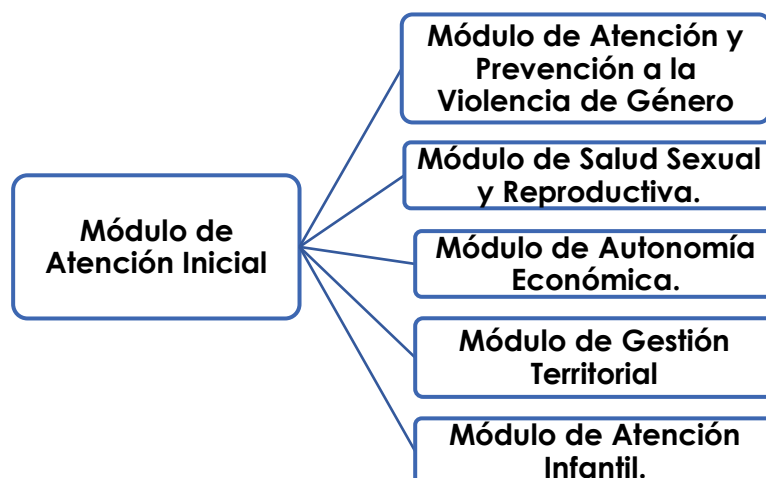 Módulo de Atención y
Prevención a la
Violencia de Género
Módulo de Salud Sexual
y Reproductiva.
Módulo de
Atención Inicial
Módulo de Autonomía
Económica.
Módulo de Gestión
Territorial
Módulo de Atención
Infantil.